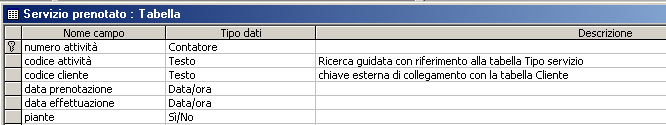 Servizio prenotato : Tabella
Nome campo Tipo dati Descrizione
numero attività Contatore
codice attività Testo Ricerca guidata con riferimento alla tabella Tipo servizio
codice cliente Testo chiave esterna di collegamento con la tabella Cliente
data prenotazione Data/ora
data effettuazione Data/ora
piante Sì/No